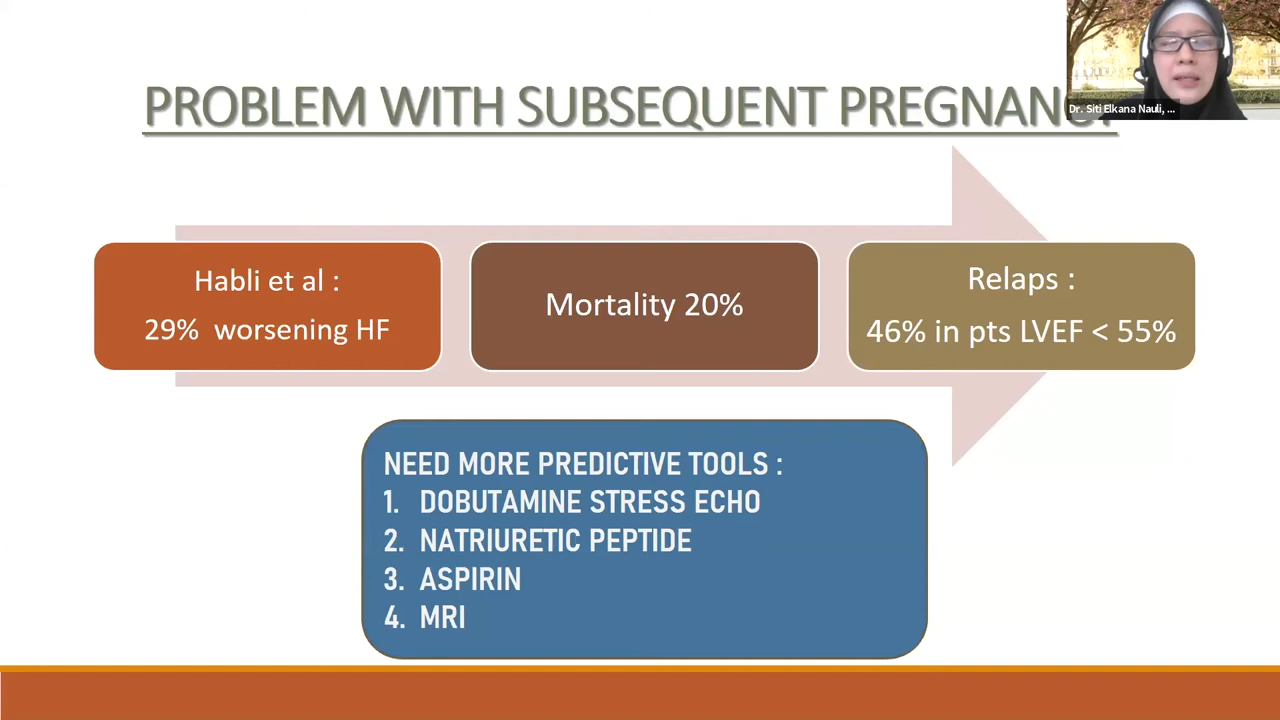 PROBLEM WITH SUBSEQUENT PREGNANCY
Dr. Siti Elkana Nauli, ...
Habli et al :
29% worsening HF
Mortality 20%
Relaps :
46% in pts LVEF < 55%
NEED MORE PREDICTIVE TOOLS :
1. DOBUTAMINE STRESS ECHO
2. NATRIURETIC PEPTIDE
3. ASPIRIN
4. MRI